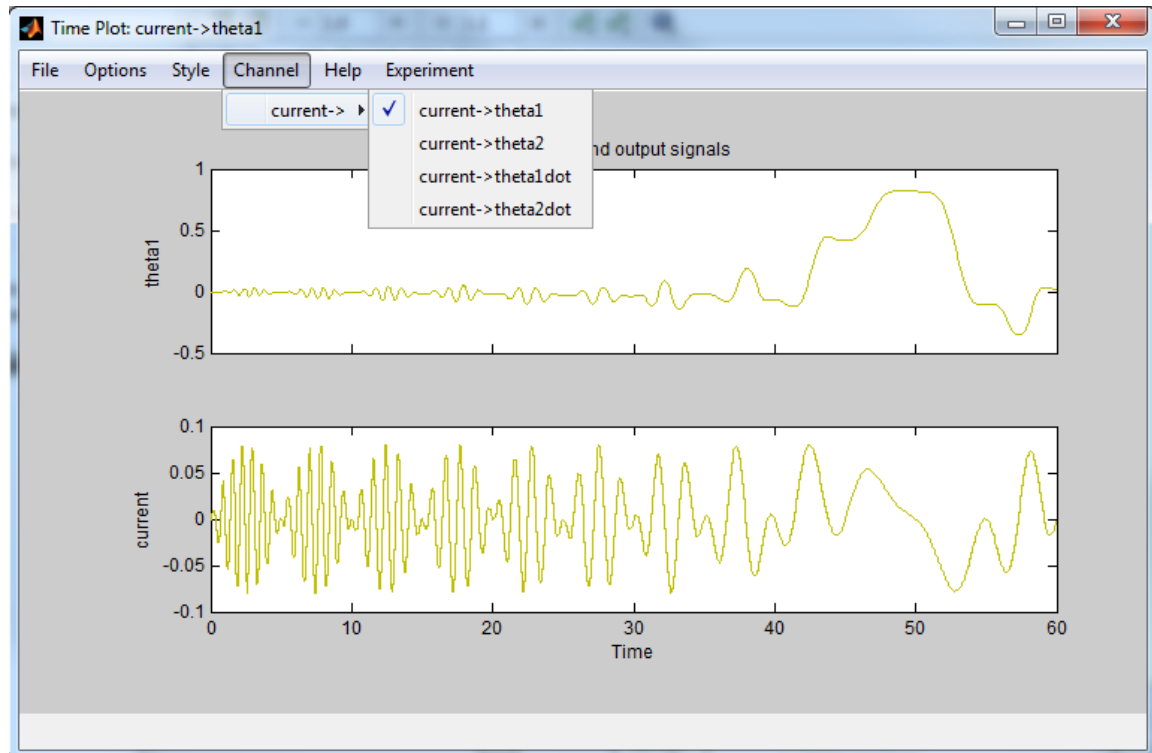 Time Plot: current->theta1
File Options Style Channel Help Experiment
current->
current->theta1
current->theta2
current->theta1dot
current->theta2dot
output signals
1
0.5
0
-0.5
theta1
0.1
0.05
0
-0.05
-0.1
current
0 10 20 30 40 50 60
Time